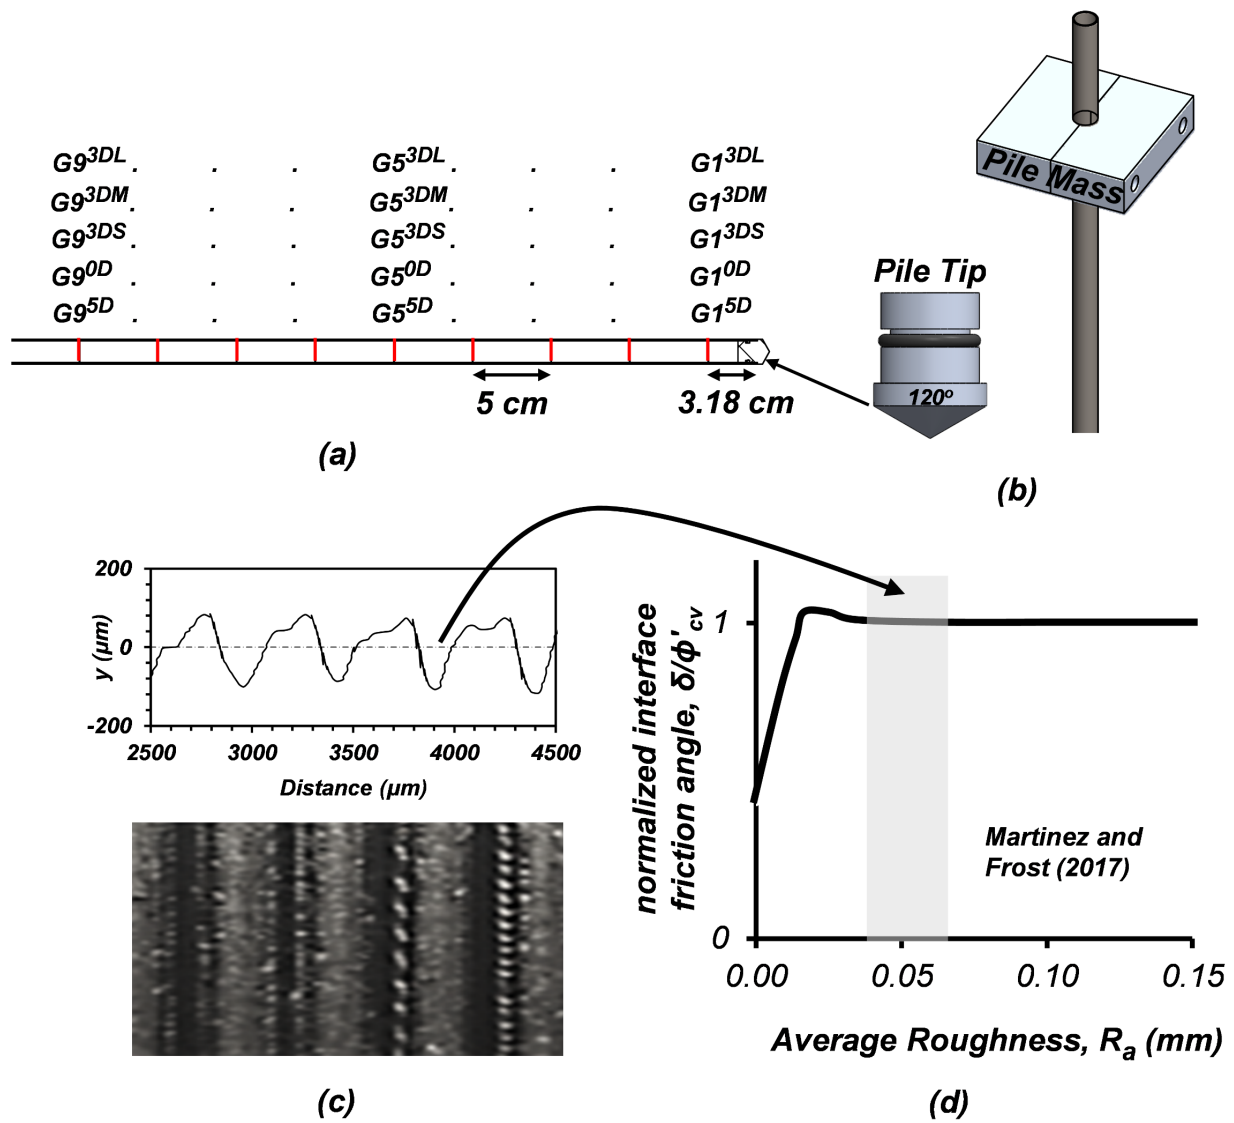 G9^3DL . . . G5^3DL . . . G1^3DL
G9^3DM . . . G5^3DM . . . G1^3DM
G9^3DS . . . G5^3DS . . . G1^3DS
G9^0D . . . G5^0D . . . G1^0D
G9^5D . . . G5^5D . . . G1^5D
5 cm
3.18 cm
(a)
Pile Mass
Pile Tip
120º
(b)
200
0
-200
y (µm)
2500 3000 3500 4000 4500
Distance (µm)
(c)
normalized interface
friction angle, δ/ϕ'cv
1
0
0.00 0.05 0.10 0.15
Martinez and
Frost (2017)
Average Roughness, Ra (mm)
(d)